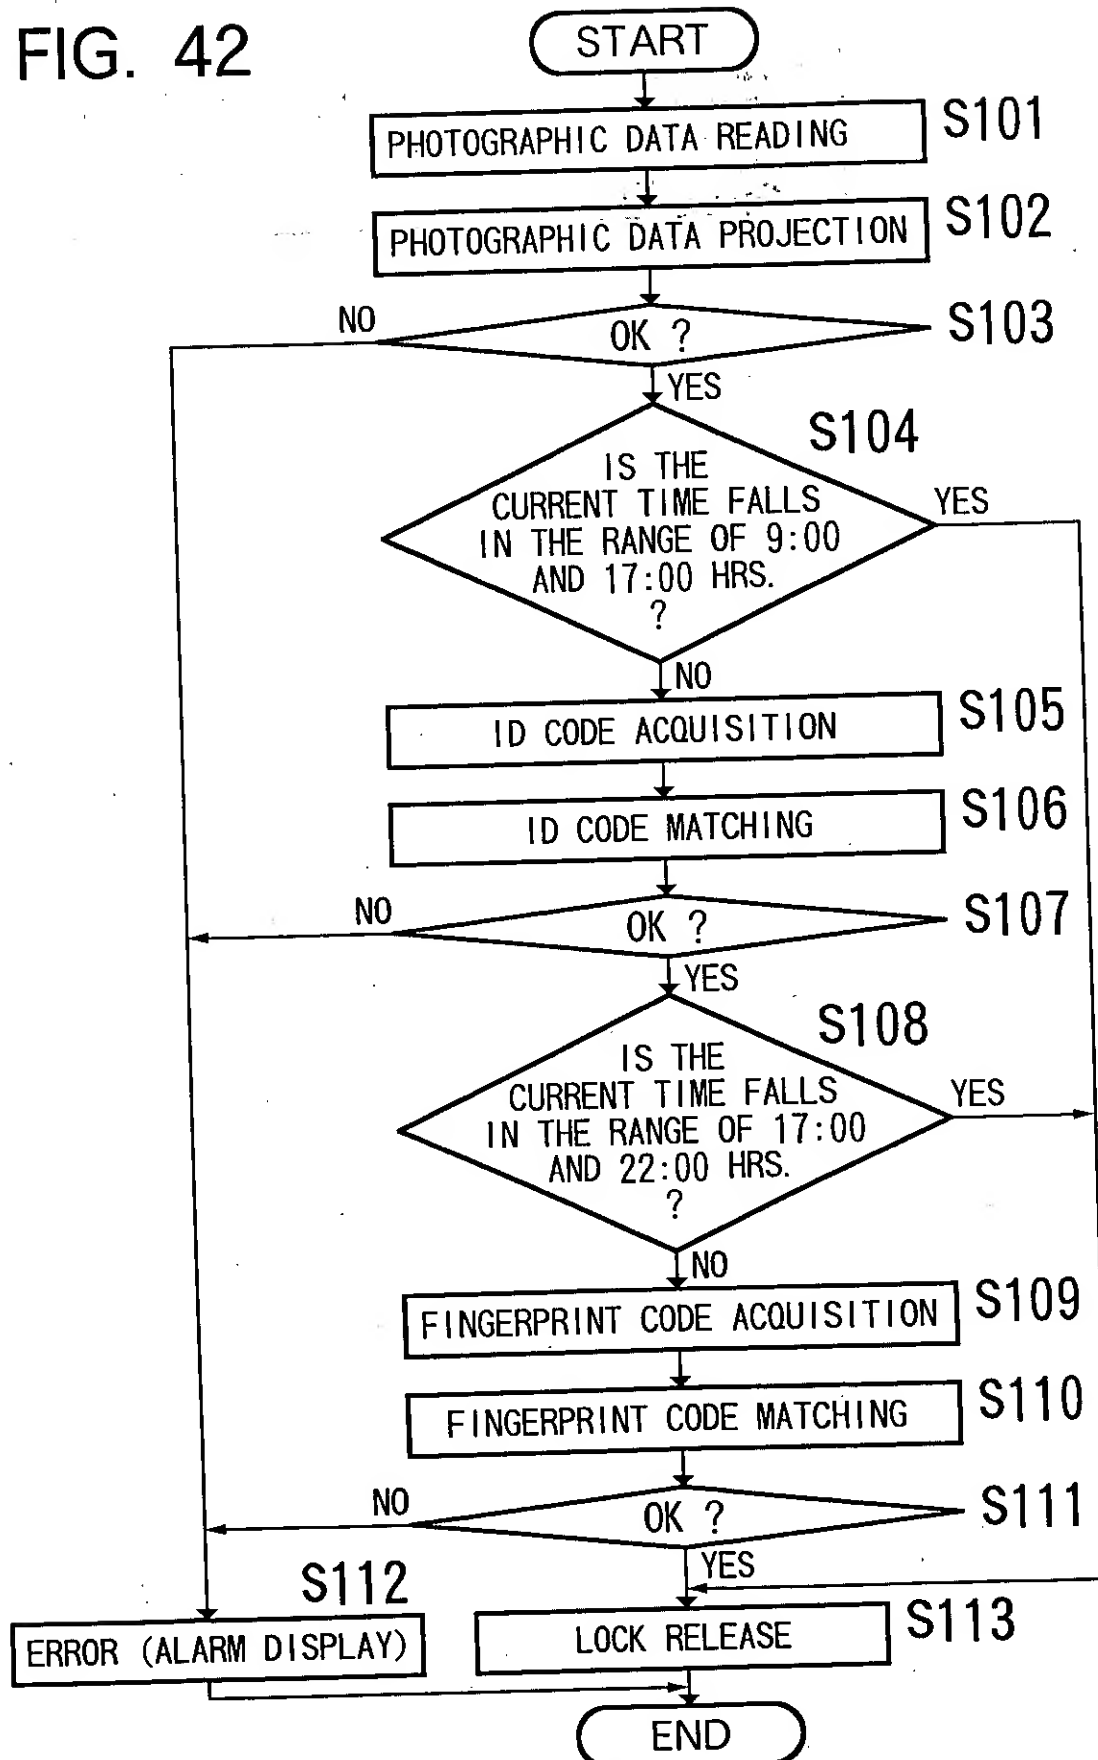 FIG. 42
START
PHOTOGRAPHIC DATA READING
S101
PHOTOGRAPHIC DATA PROJECTION
S102
OK ?
S103
NO
YES
S104
IS THE
CURRENT TIME FALLS
IN THE RANGE OF 9:00
AND 17:00 HRS.
?
YES
NO
ID CODE ACQUISITION
S105
ID CODE MATCHING
S106
OK ?
S107
NO
YES
S108
IS THE
CURRENT TIME FALLS
IN THE RANGE OF 17:00
AND 22:00 HRS.
?
YES
NO
FINGERPRINT CODE ACQUISITION
S109
FINGERPRINT CODE MATCHING
S110
OK ?
S111
NO
YES
S112
ERROR (ALARM DISPLAY)
LOCK RELEASE
S113
END